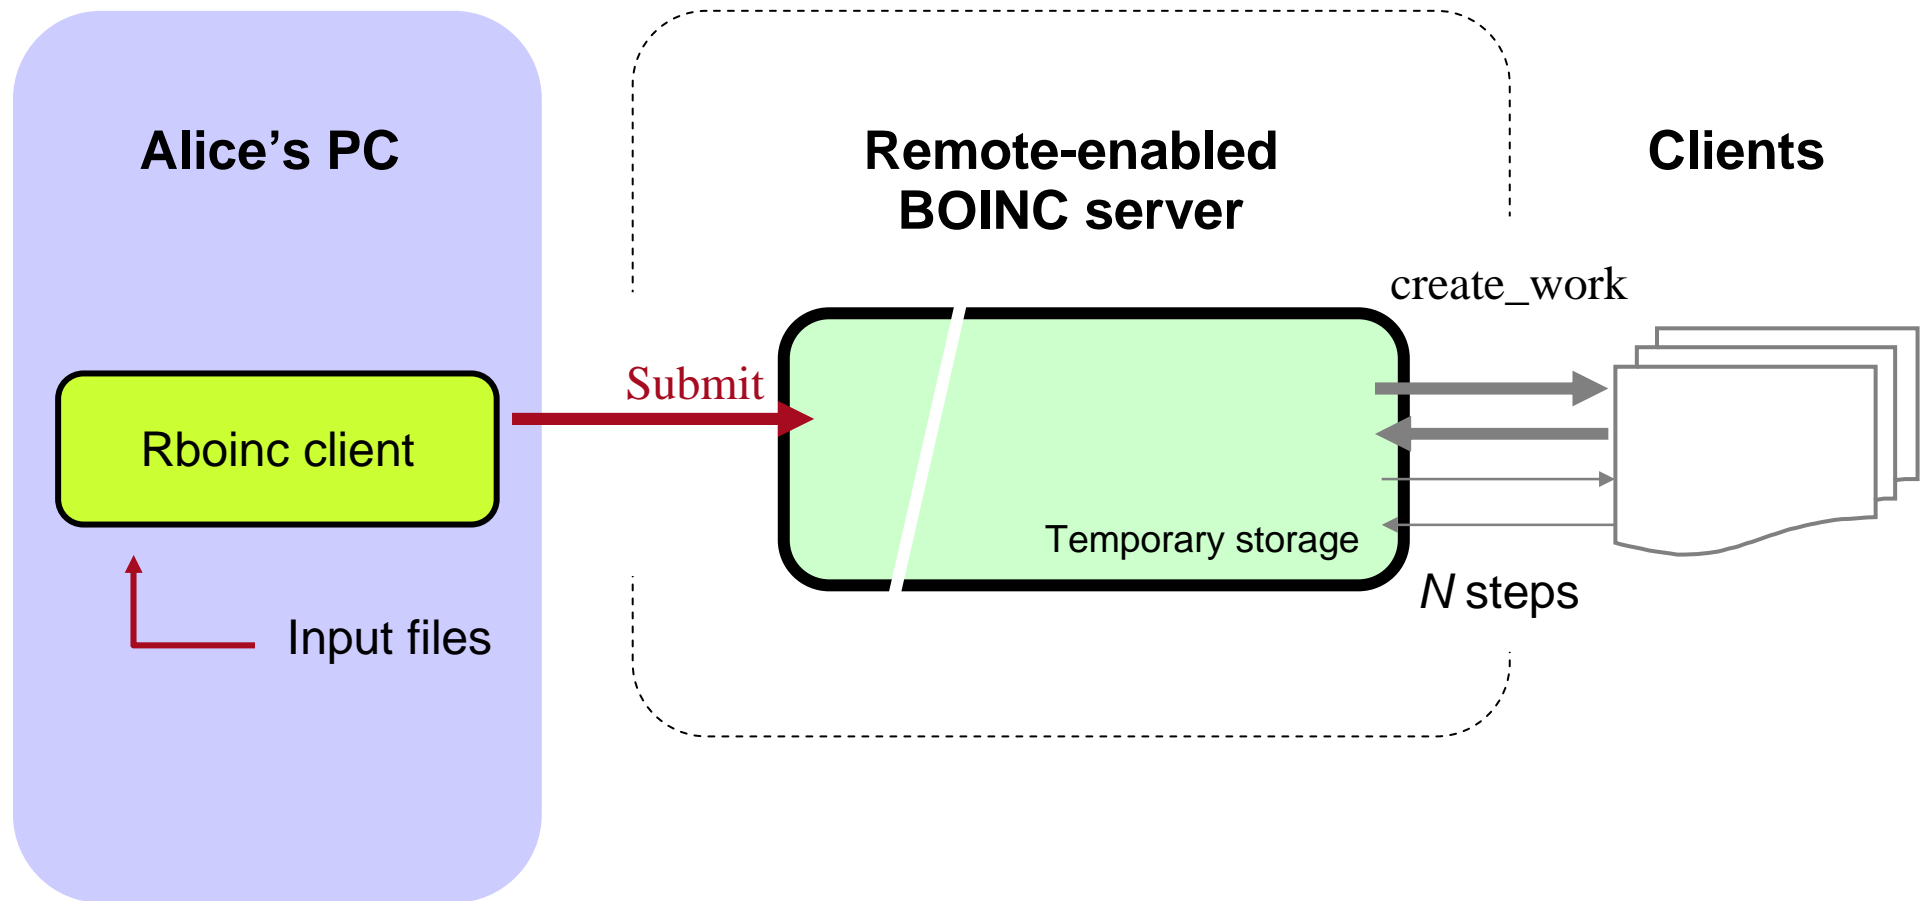 Alice’s PC
Remote-enabled
BOINC server
Clients
create_work
Submit
Rboinc client
Temporary storage
N steps
Input files